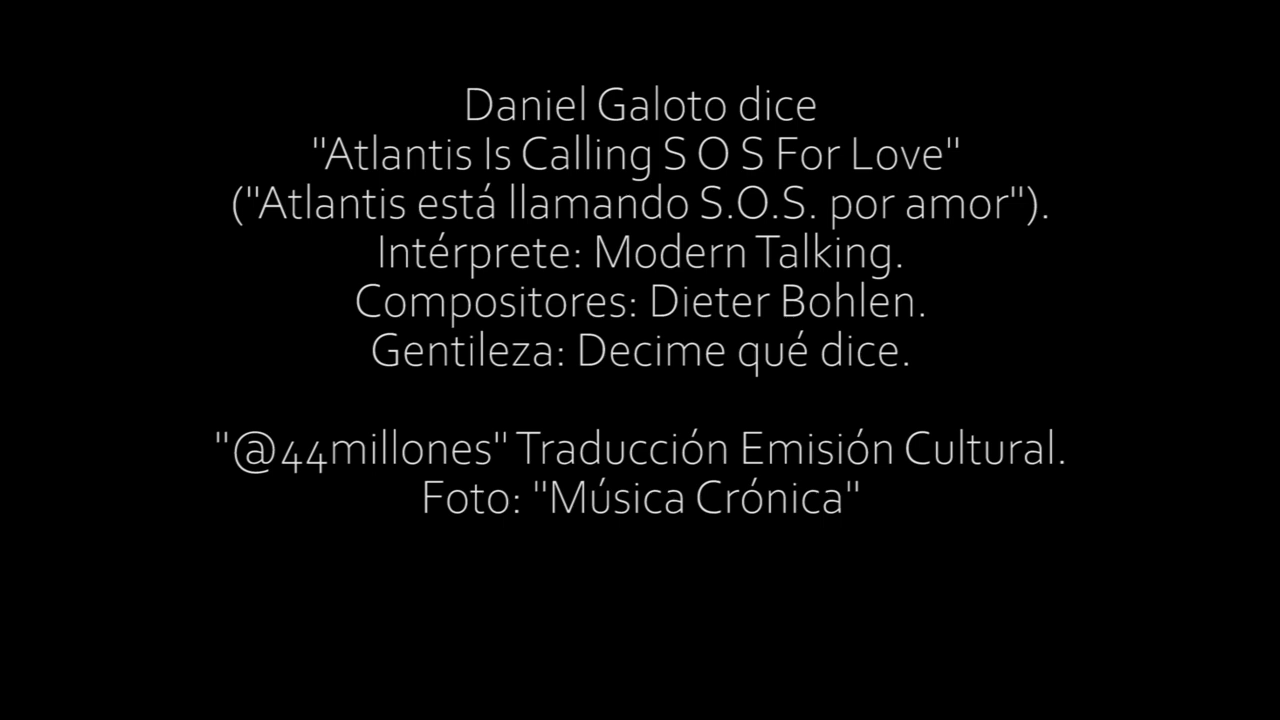 Daniel Galoto dice
"Atlantis Is Calling S O S For Love"
("Atlantis está llamando S.O.S. por amor").
Intérprete: Modern Talking.
Compositores: Dieter Bohlen.
Gentileza: Decime qué dice.
"@44millones" Traducción Emisión Cultural.
Foto: "Música Crónica"